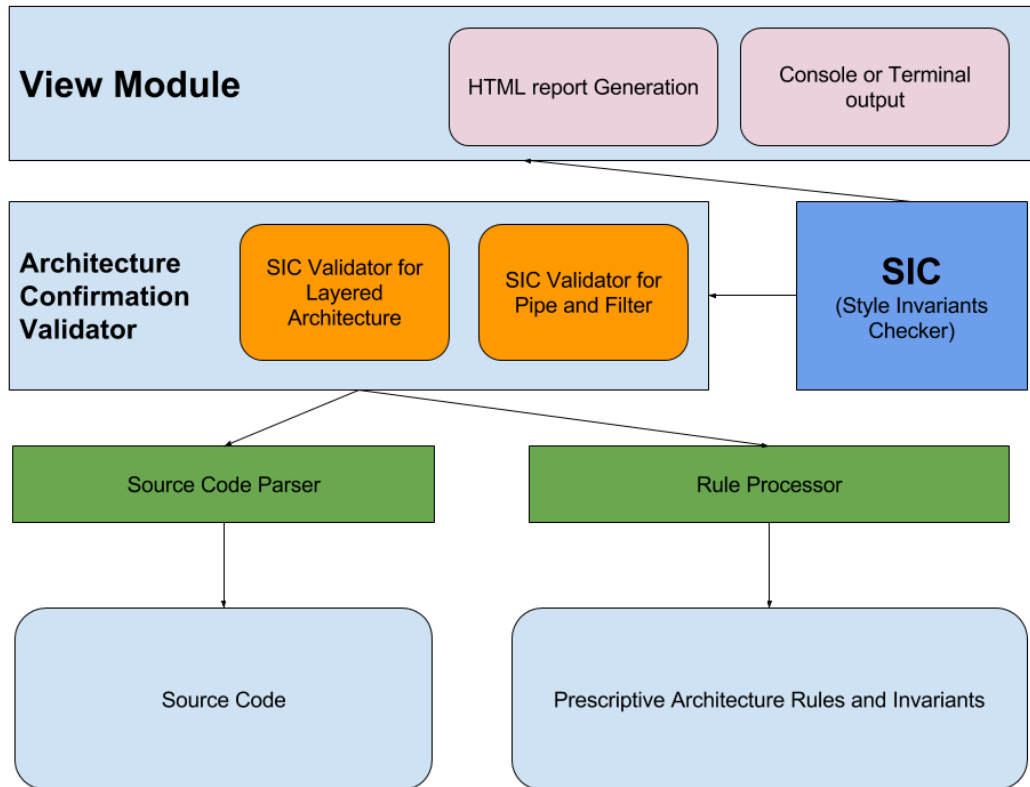 View Module
HTML report Generation
Console or Terminal
output
Architecture
Confirmation
Validator
SIC Validator for
Layered
Architecture
SIC Validator for
Pipe and Filter
SIC
(Style Invariants
Checker)
Source Code Parser
Rule Processor
Source Code
Prescriptive Architecture Rules and Invariants